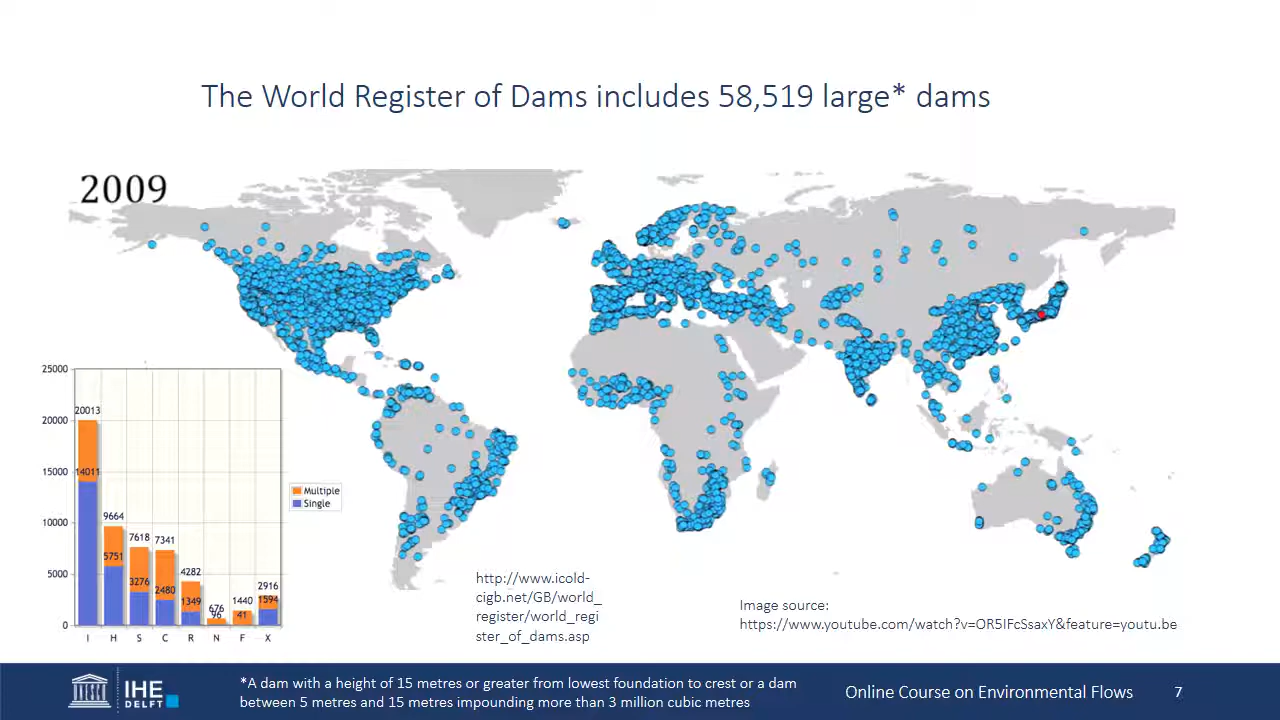 The World Register of Dams includes 58,519 large* dams
2009
25000
20000
15000
10000
5000
0
20013
14011
9664
5751
7618
3276
7341
2480
4282
1349
676
96
1440
41
2916
1594
I H S C R N F X
Multiple
Single
http://www.icold-
cigb.net/GB/world_
register/world_regi
ster_of_dams.asp
Image source:
https://www.youtube.com/watch?v=OR5IFcSsaxY&feature=youtu.be
IHE
DELFT
*A dam with a height of 15 metres or greater from lowest foundation to crest or a dam
between 5 metres and 15 metres impounding more than 3 million cubic metres
Online Course on Environmental Flows
7